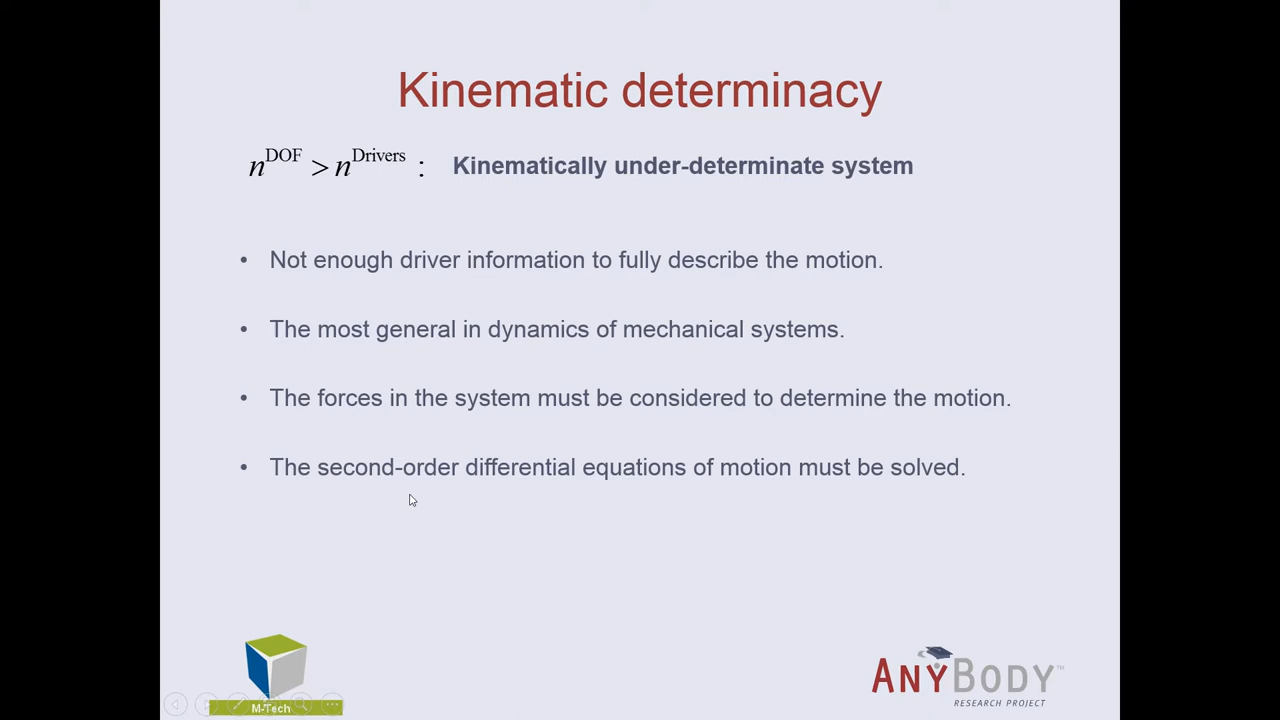 Kinematic determinacy
n^DOF > n^Drivers : Kinematically under-determinate system
• Not enough driver information to fully describe the motion.
• The most general in dynamics of mechanical systems.
• The forces in the system must be considered to determine the motion.
• The second-order differential equations of motion must be solved.
M-Tech
ANYBODY™
RESEARCH PROJECT